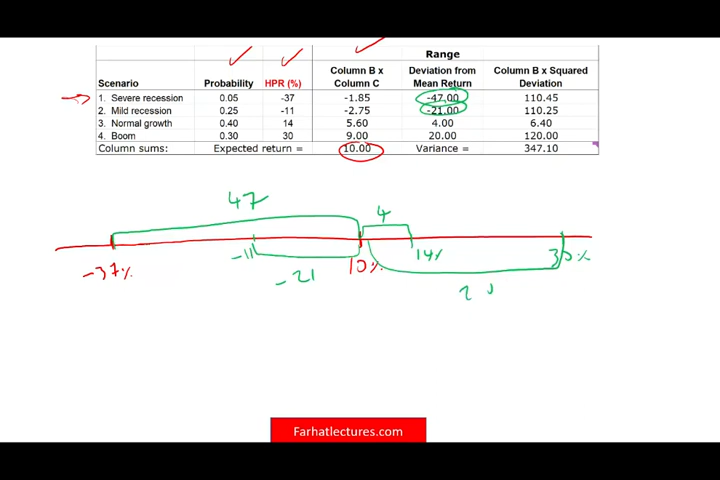 Range
Scenario Probability HPR (%) Column B x Column C Deviation from Mean Return Column B x Squared Deviation
1. Severe recession 0.05 -37 -1.85 -47.00 110.45
2. Mild recession 0.25 -11 -2.75 -21.00 110.25
3. Normal growth 0.40 14 5.60 4.00 6.40
4. Boom 0.30 30 9.00 20.00 120.00
Column sums: Expected return = 10.00 Variance = 347.10
47
4
-11
14%
30%
-37%
-21
10%
Farhatlectures.com